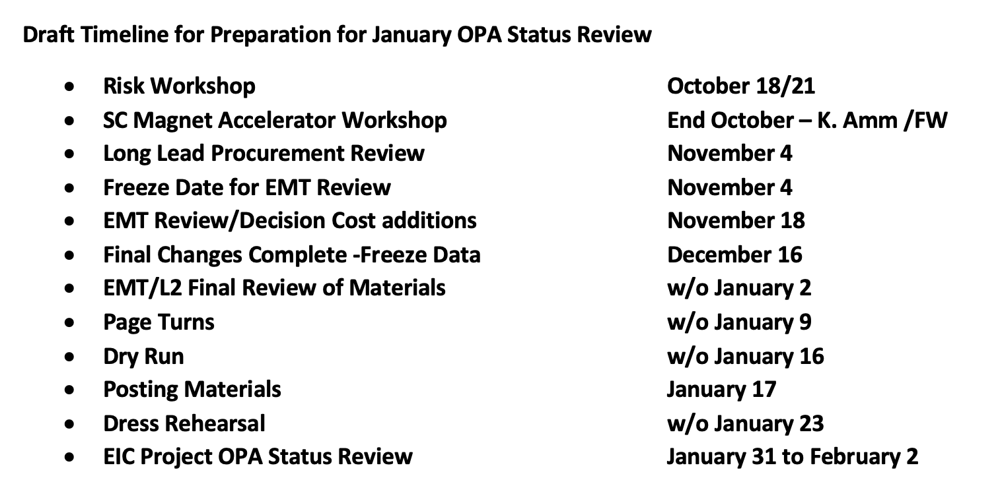 Draft Timeline for Preparation for January OPA Status Review
• Risk Workshop October 18/21
• SC Magnet Accelerator Workshop End October – K. Amm /FW
• Long Lead Procurement Review November 4
• Freeze Date for EMT Review November 4
• EMT Review/Decision Cost additions November 18
• Final Changes Complete -Freeze Data December 16
• EMT/L2 Final Review of Materials w/o January 2
• Page Turns w/o January 9
• Dry Run w/o January 16
• Posting Materials January 17
• Dress Rehearsal w/o January 23
• EIC Project OPA Status Review January 31 to February 2